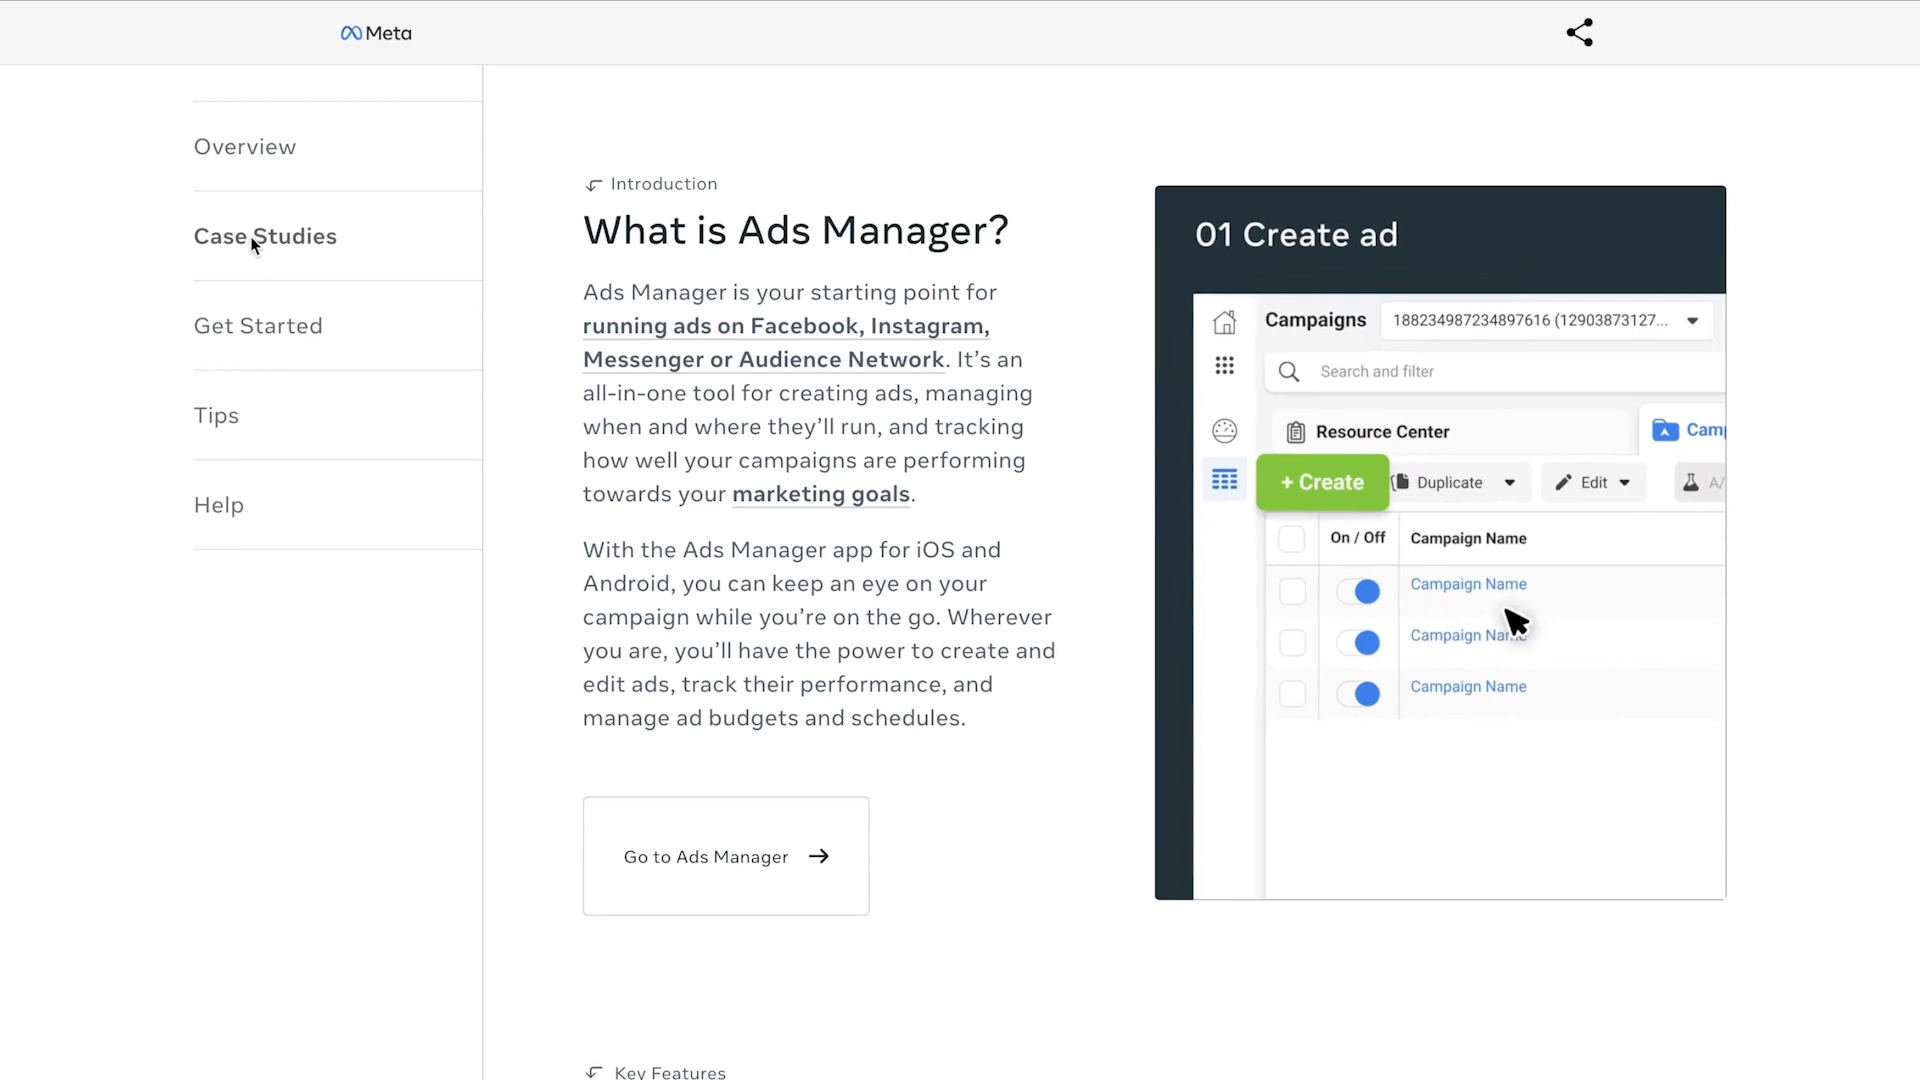 Meta
Overview
Case Studies
Get Started
Tips
Help
Introduction
What is Ads Manager?
Ads Manager is your starting point for
running ads on Facebook, Instagram,
Messenger or Audience Network. It’s an
all-in-one tool for creating ads, managing
when and where they’ll run, and tracking
how well your campaigns are performing
towards your marketing goals.
With the Ads Manager app for iOS and
Android, you can keep an eye on your
campaign while you’re on the go. Wherever
you are, you’ll have the power to create and
edit ads, track their performance, and
manage ad budgets and schedules.
Go to Ads Manager
Key Features
01 Create ad
Campaigns
188234987234897616 (12903873127...
Search and filter
Resource Center
Camp
+ Create
Duplicate
Edit
A/
On / Off
Campaign Name
Campaign Name
Campaign Name
Campaign Name